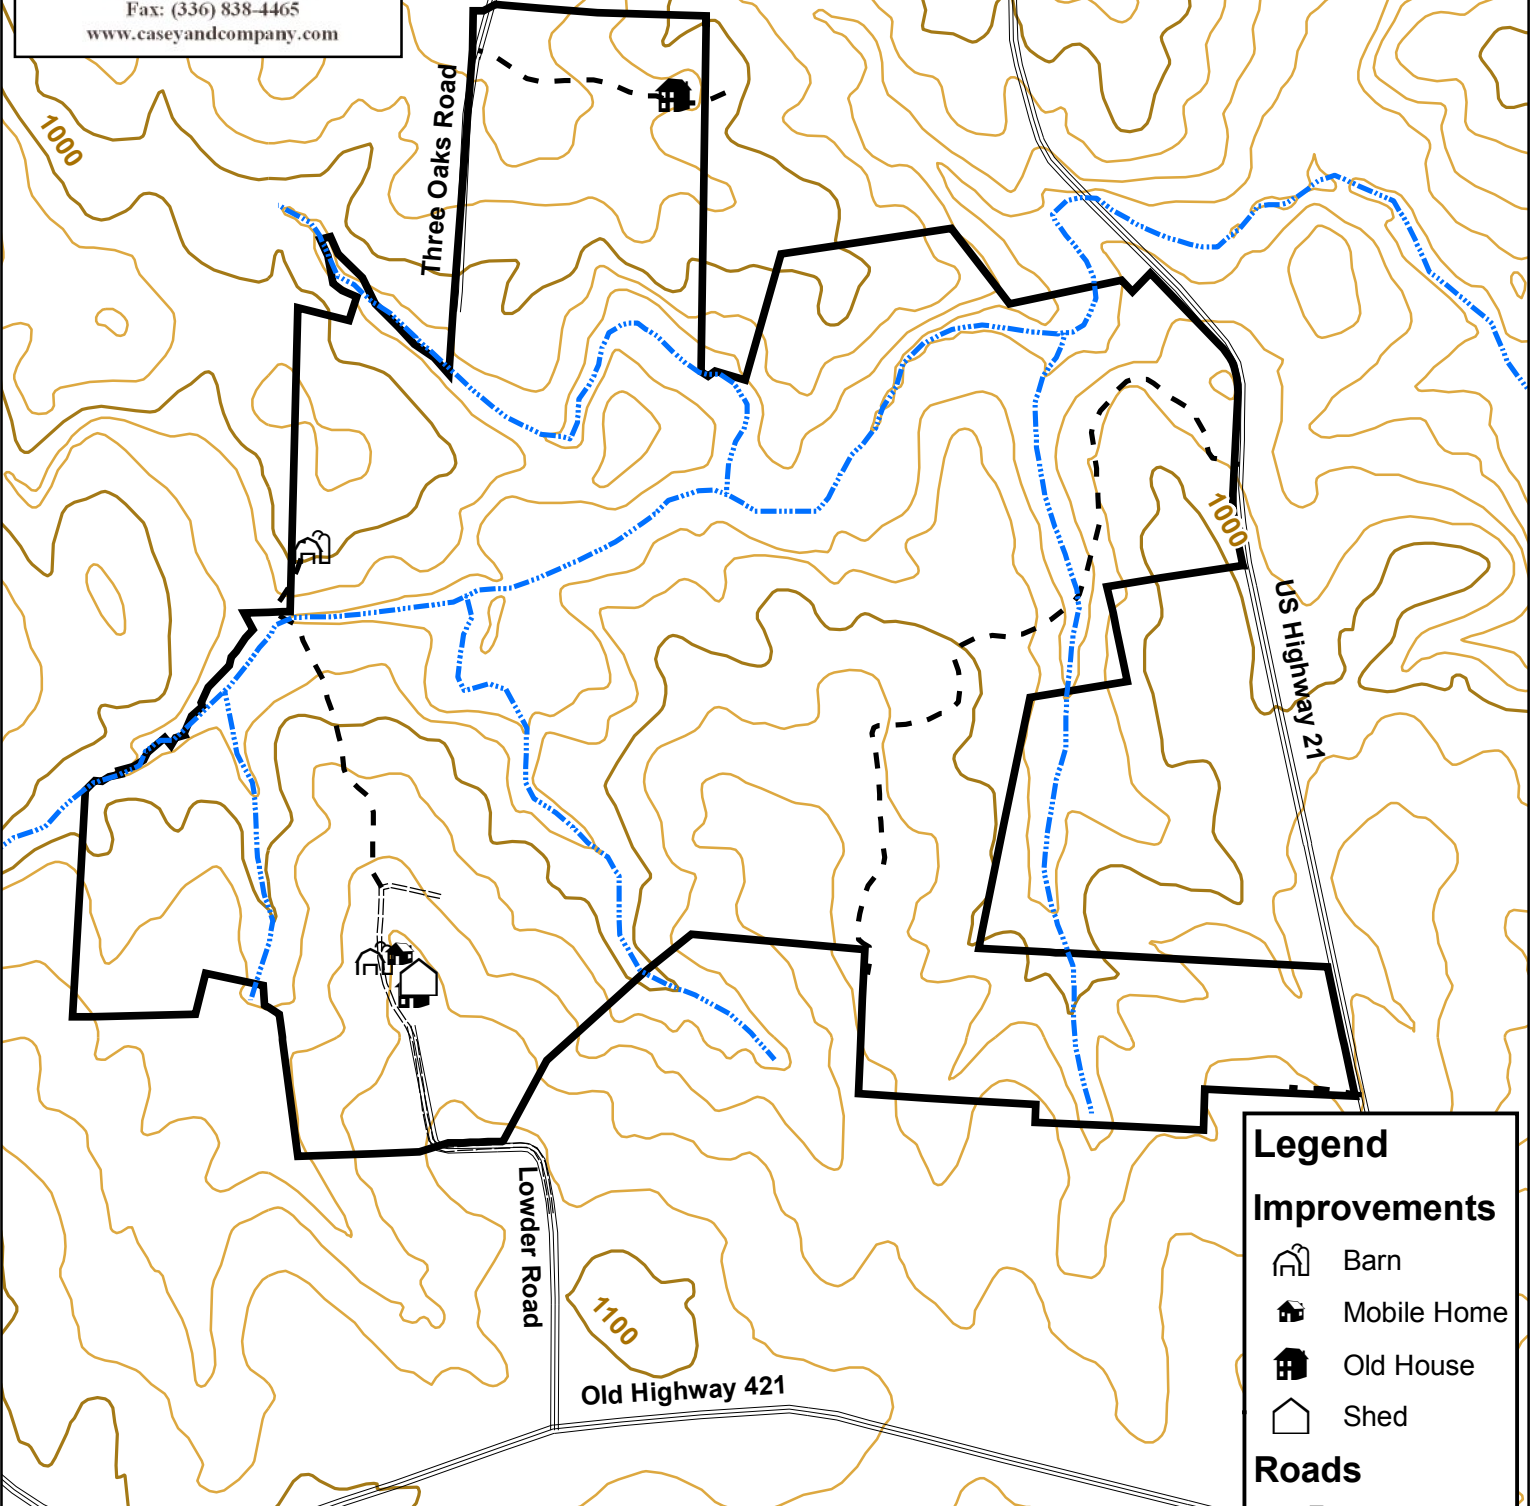 Fax: (336) 838-4465
www.caseyandcompany.com
1000
Three Oaks Road
1000
US Highway 21
Lowder Road
1100
Old Highway 421
Legend
Improvements
Barn
Mobile Home
Old House
Shed
Roads